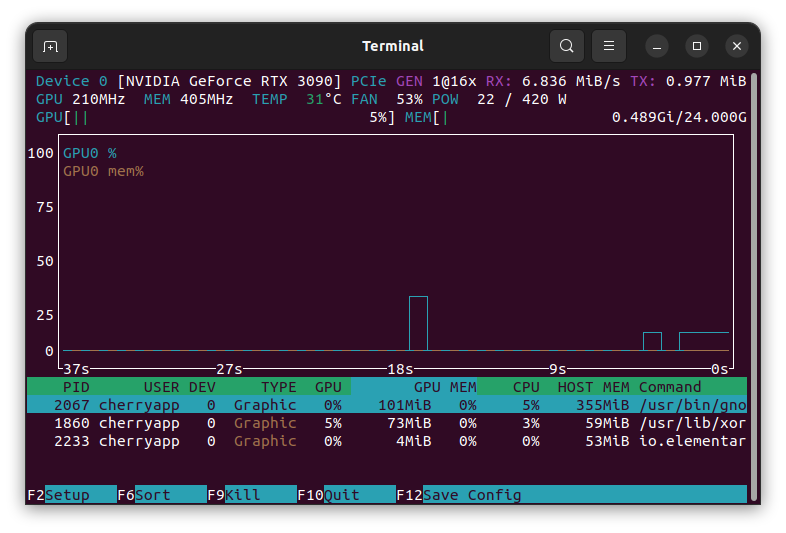 Terminal
Device 0 [NVIDIA GeForce RTX 3090] PCIe GEN 1@16x RX: 6.836 MiB/s TX: 0.977 MiB
GPU 210MHz MEM 405MHz TEMP 31°C FAN 53% POW 22 / 420 W
GPU[|| 5%] MEM[| 0.489Gi/24.000G
100 GPU0 %
GPU0 mem%
75
50
25
0
37s 27s 18s 9s 0s
PID USER DEV TYPE GPU GPU MEM CPU HOST MEM Command
2067 cherryapp 0 Graphic 0% 101MiB 0% 5% 355MiB /usr/bin/gno
1860 cherryapp 0 Graphic 5% 73MiB 0% 3% 59MiB /usr/lib/xor
2233 cherryapp 0 Graphic 0% 4MiB 0% 0% 53MiB io.elementar
F2Setup F6Sort F9Kill F10Quit F12Save Config